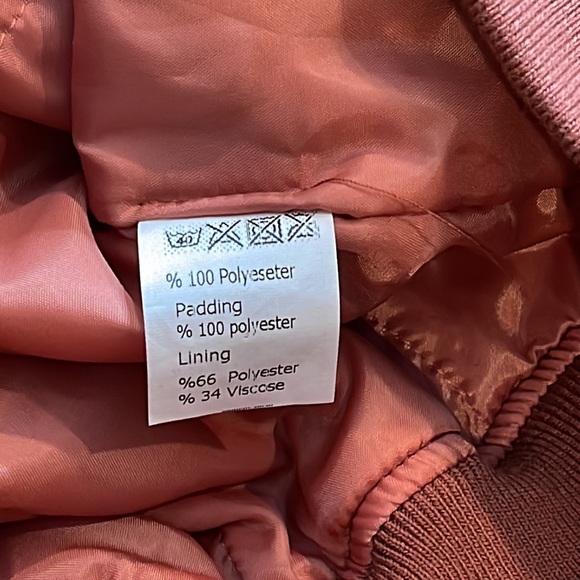 40
% 100 Polyeseter
Padding
% 100 polyester
Lining
%66 Polyester
% 34 Viscose